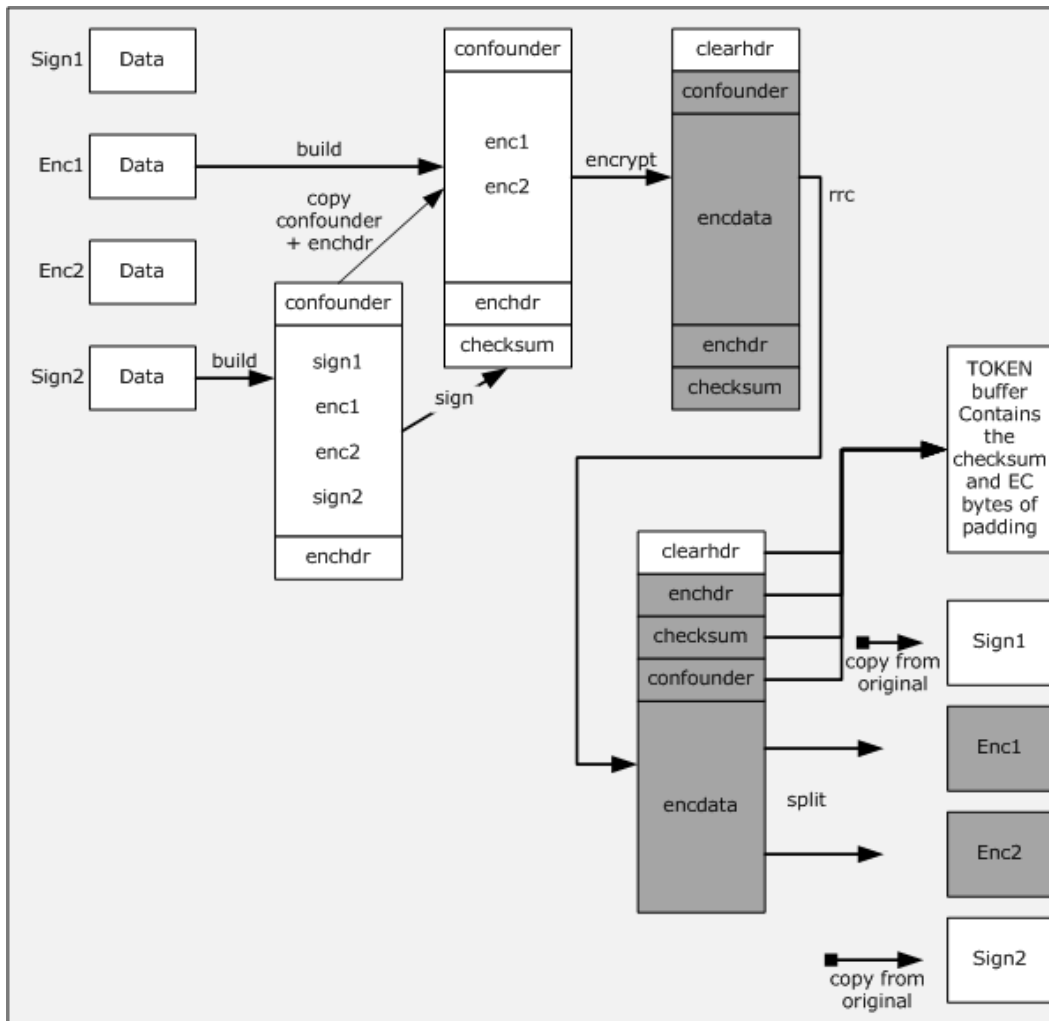 Sign1
Data
Enc1
Data
Enc2
Data
Sign2
Data
build
copy
confounder
+ enchdr
build
confounder
sign1
enc1
enc2
sign2
enchdr
sign
confounder
enc1
enc2
enchdr
checksum
encrypt
clearhdr
confounder
encdata
enchdr
checksum
rrc
clearhdr
enchdr
checksum
confounder
encdata
split
TOKEN
buffer
Contains
the
checksum
and EC
bytes of
padding
copy from
original
Sign1
Enc1
Enc2
copy from
original
Sign2